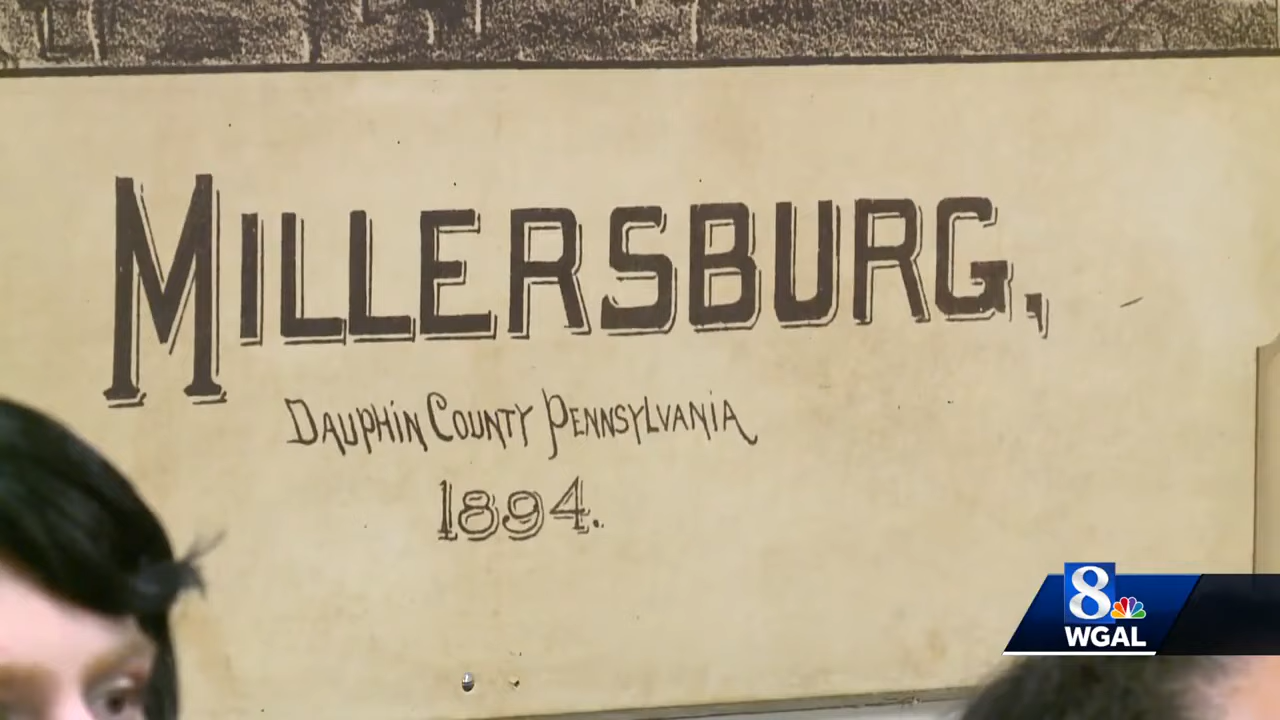 MILLERSBURG,
DAUPHIN COUNTY PENNSYLVANIA
1894.
8
WGAL